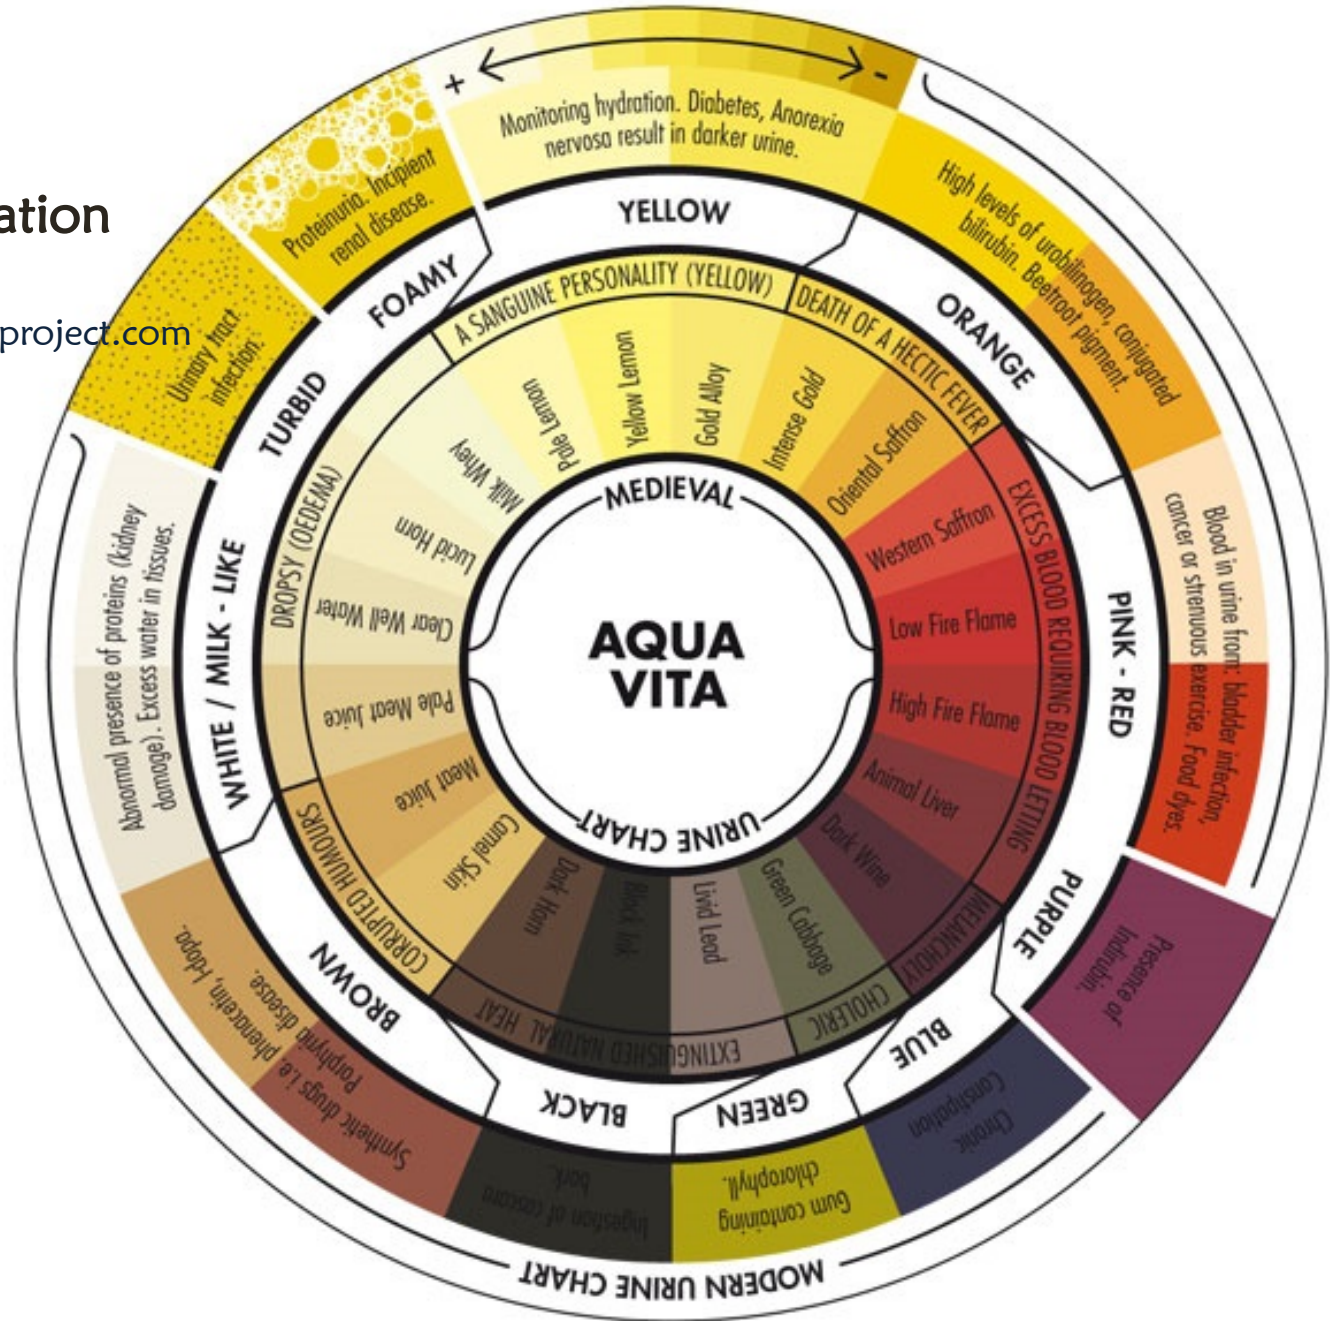 ation
project.com
+
-
Monitoring hydration. Diabetes, Anorexia
nervosa result in darker urine.
High levels of urobilinogen, conjugated
bilirubin. Beetroot pigment.
Blood in urine from: bladder infection,
cancer or strenuous exercise. Food dyes.
Presence of
Indirubin.
Chronic
Constipation
Gum containing
chlorophyll.
Ingestion of cascara
bark.
Synthetic drugs i.e. phenacetin, l-dopa.
Porphyria disease.
Abnormal presence of proteins (kidney
damage). Excess water in tissues.
Urinary tract
infection.
Proteinuria. Incipient
renal disease.
YELLOW
ORANGE
PINK - RED
PURPLE
BLUE
GREEN
BLACK
BROWN
WHITE / MILK - LIKE
TURBID
FOAMY
A SANGUINE PERSONALITY (YELLOW)
DEATH OF A HECTIC FEVER
EXCESS BLOOD REQUIRING BLOOD LETTING
MELANCHOLY
CHOLERIC
EXTINGUISHED NATURAL HEAT
CORRUPTED HUMOURS
DROPSY (OEDEMA)
Pale Lemon
Yellow Lemon
Gold Alloy
Intense Gold
Oriental Saffron
Western Saffron
Low Fire Flame
High Fire Flame
Animal Liver
Dark Wine
Green Cabbage
Livid Lead
Black Ink
Dark Horn
Camel Skin
Meat Juice
Pale Meat Juice
Clear Well Water
Lucid Horn
Milk Whey
MEDIEVAL
AQUA
VITA
URINE CHART
MODERN URINE CHART